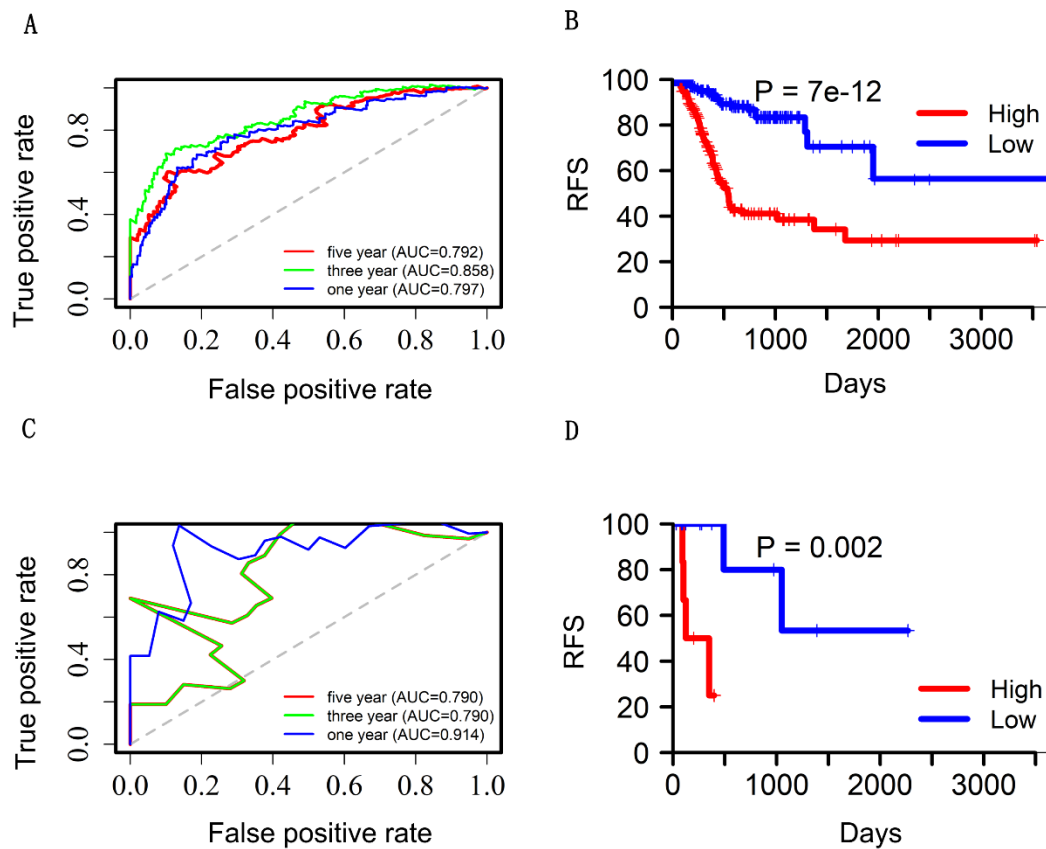 A
True positive rate
0.0 0.4 0.8
five year (AUC=0.792)
three year (AUC=0.858)
one year (AUC=0.797)
0.0 0.2 0.4 0.6 0.8 1.0
False positive rate
B
RFS
100
80
60
40
20
0
P = 7e-12
High
Low
0 1000 2000 3000
Days
C
True positive rate
0.0 0.4 0.8
five year (AUC=0.790)
three year (AUC=0.790)
one year (AUC=0.914)
0.0 0.2 0.4 0.6 0.8 1.0
False positive rate
D
RFS
100
80
60
40
20
0
P = 0.002
High
Low
0 1000 2000 3000
Days